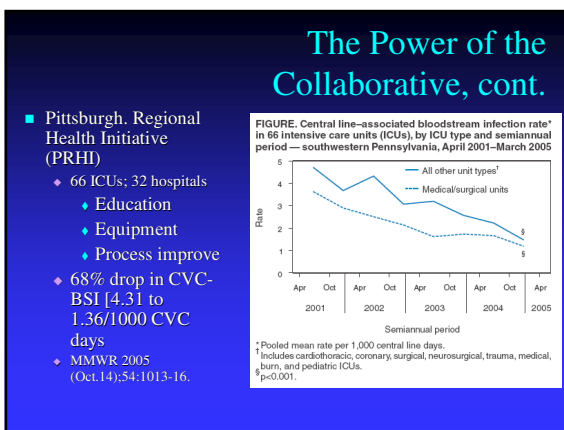 The Power of the
Collaborative, cont.
Pittsburgh. Regional
Health Initiative
(PRHI)
66 ICUs; 32 hospitals
Education
Equipment
Process improve
68% drop in CVC-
BSI [4.31 to
1.36/1000 CVC
days
MMWR 2005
(Oct.14);54:1013-16.
FIGURE. Central line–associated bloodstream infection rate*
in 66 intensive care units (ICUs), by ICU type and semiannual
period — southwestern Pennsylvania, April 2001–March 2005
5
4
3
2
1
0
Rate
All other unit types†
Medical/surgical units
§
§
Apr Oct Apr Oct Apr Oct Apr Oct Apr
2001 2002 2003 2004 2005
Semiannual period
* Pooled mean rate per 1,000 central line days.
† Includes cardiothoracic, coronary, surgical, neurosurgical, trauma, medical,
burn, and pediatric ICUs.
§ p<0.001.